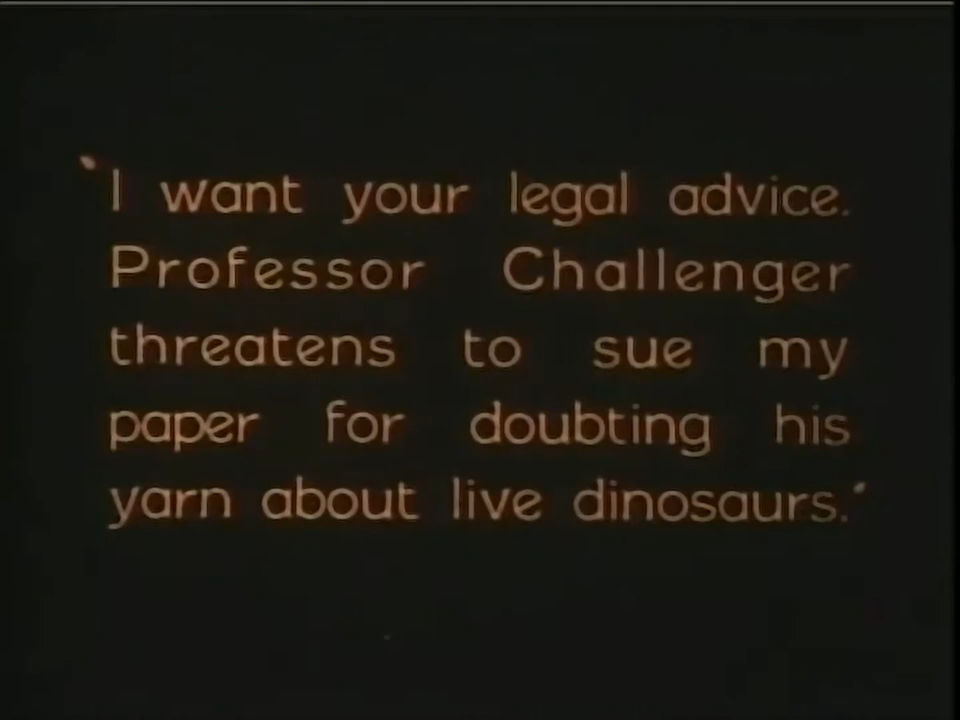 'I want your legal advice.
Professor Challenger
threatens to sue my
paper for doubting his
yarn about live dinosaurs.'